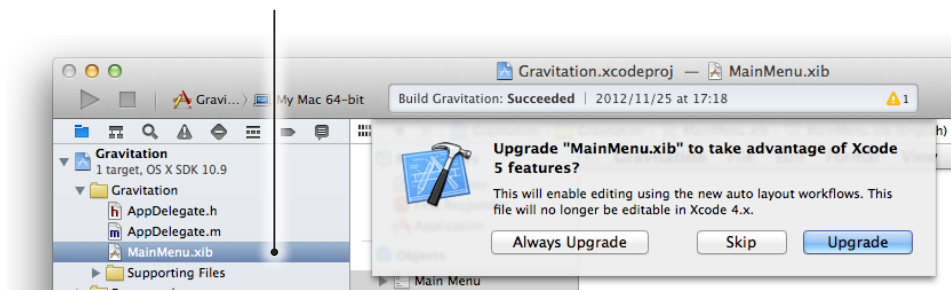 Gravitation.xcodeproj — MainMenu.xib
Gravi... My Mac 64-bit
Build Gravitation: Succeeded | 2012/11/25 at 17:18
1
Gravitation
1 target, OS X SDK 10.9
Gravitation
h AppDelegate.h
m AppDelegate.m
MainMenu.xib
Supporting Files
h)
Upgrade "MainMenu.xib" to take advantage of Xcode
5 features?
This will enable editing using the new auto layout workflows. This
file will no longer be editable in Xcode 4.x.
Always Upgrade
Skip
Upgrade
Application
Objects
Main Menu